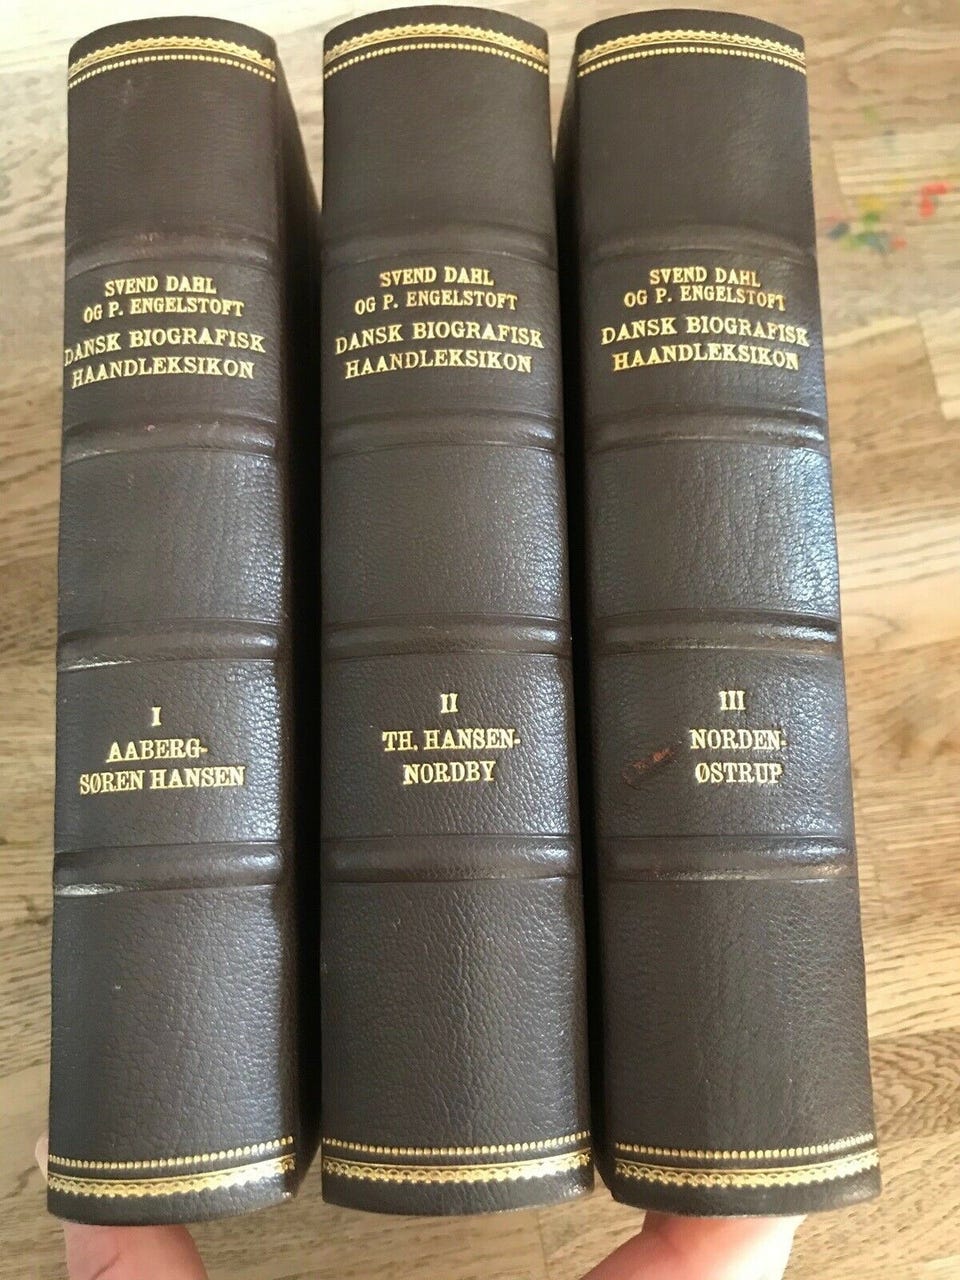 SVEND DAHL
OG P. ENGELSTOFT
DANSK BIOGRAFISK
HAANDLEKSIKON
I
AABERG-
SØREN HANSEN
SVEND DAHL
OG P. ENGELSTOFT
DANSK BIOGRAFISK
HAANDLEKSIKON
II
TH. HANSEN-
NORDBY
SVEND DAHL
OG P. ENGELSTOFT
DANSK BIOGRAFISK
HAANDLEKSIKON
III
NORDEN-
ØSTRUP